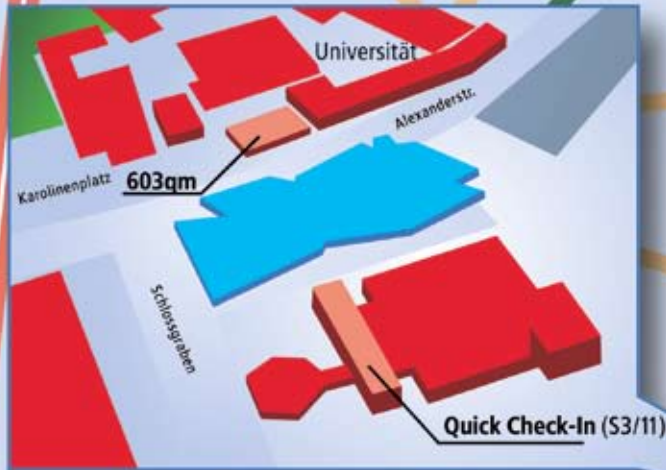 Universität
Alexanderstr.
Karolinenplatz
603qm
Schlossgraben
Quick Check-In (S3/11)